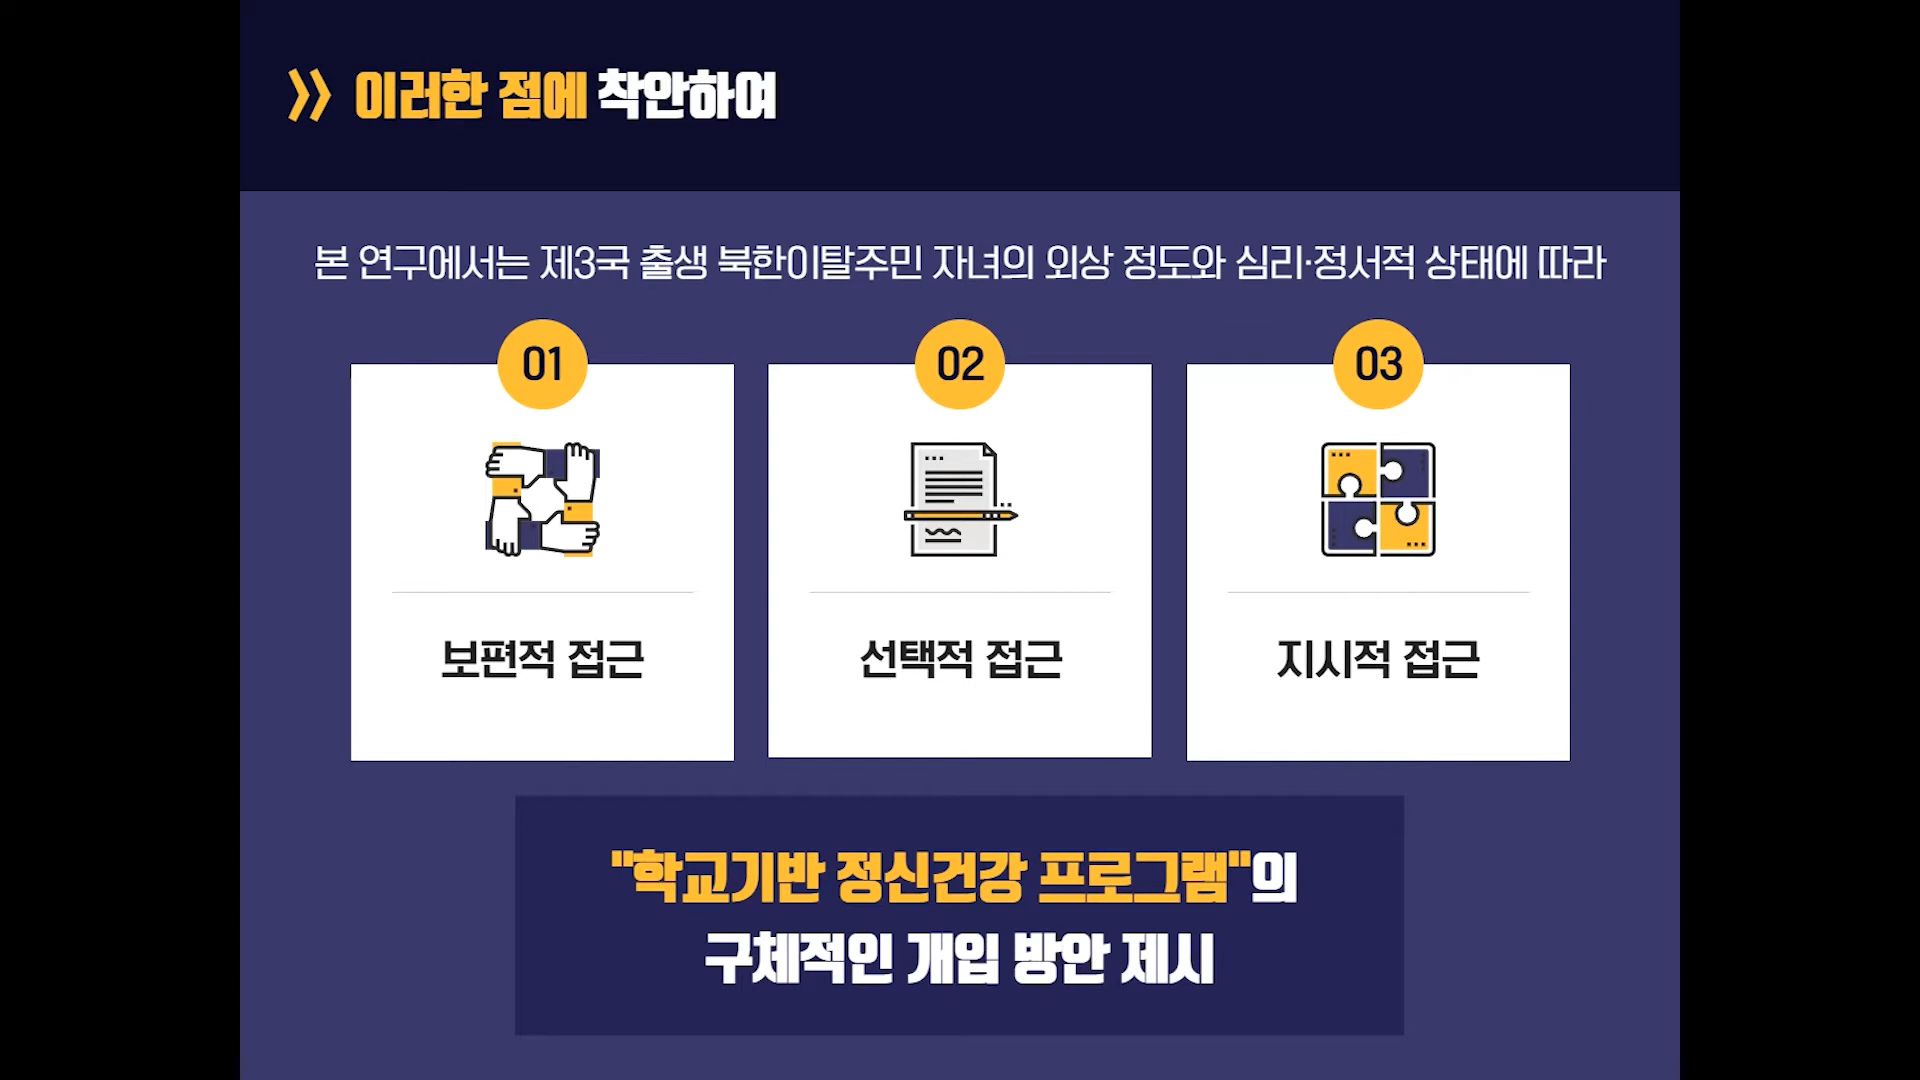 이러한 점에 착안하여
본 연구에서는 제3국 출생 북한이탈주민 자녀의 외상 정도와 심리·정서적 상태에 따라
01
보편적 접근
02
선택적 접근
03
지시적 접근
"학교기반 정신건강 프로그램"의
구체적인 개입 방안 제시